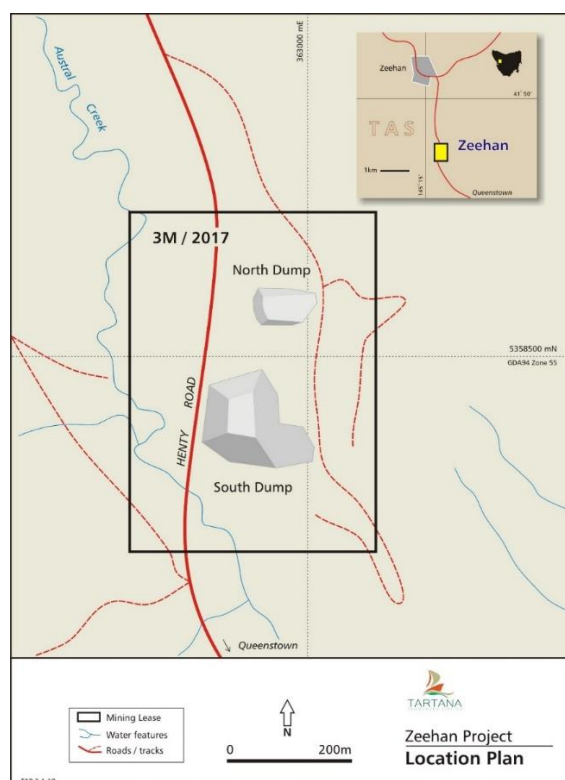 Austral
Creek
363000 mE
Zeehan
41° 50'
TAS
Zeehan
1km
145° 15'
Queenstown
3M / 2017
North Dump
5358500 mN
GDA94 Zone 55
HENTY ROAD
South Dump
Queenstown
Mining Lease
Water features
Roads / tracks
N
0 200m
TARTANA
Zeehan Project
Location Plan